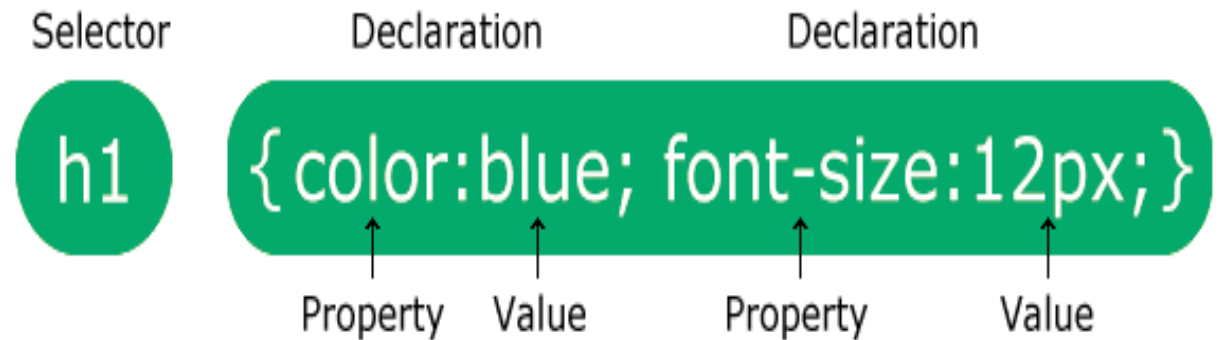 Selector Declaration Declaration
h1 {color:blue; font-size:12px;}
Property Value Property Value